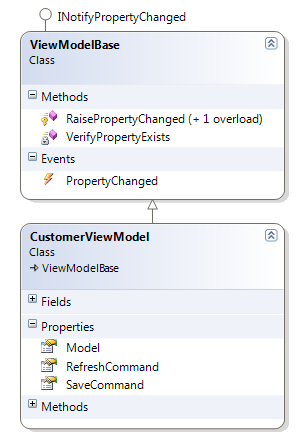 INotifyPropertyChanged
ViewModelBase
Class
Methods
RaisePropertyChanged (+ 1 overload)
VerifyPropertyExists
Events
PropertyChanged
CustomerViewModel
Class
ViewModelBase
Fields
Properties
Model
RefreshCommand
SaveCommand
Methods